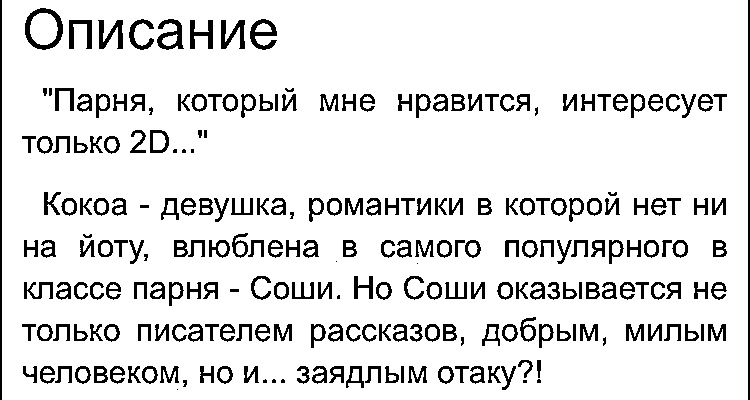 Описание
"Парня, который мне нравится, интересует
только 2D..."
Кокоа - девушка, романтики в которой нет ни
на йоту, влюблена в самого популярного в
классе парня - Соши. Но Соши оказывается не
только писателем рассказов, добрым, милым
человеком, но и... заядлым отаку?!